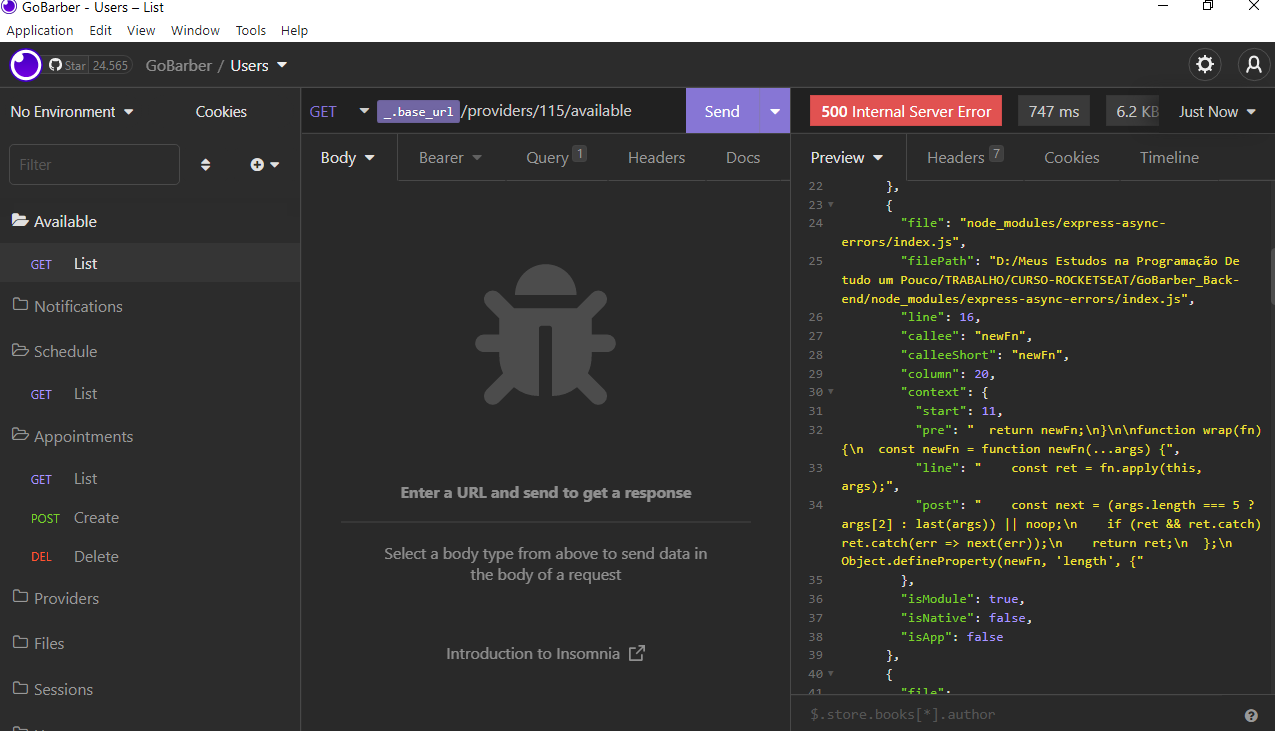 GoBarber - Users – List
Application Edit View Window Tools Help
Star 24.565 GoBarber / Users
No Environment Cookies
Filter
Available
GET List
Notifications
Schedule
GET List
Appointments
GET List
POST Create
DEL Delete
Providers
Files
Sessions
GET _.base_url /providers/115/available Send
Body Bearer Query 1 Headers Docs
Enter a URL and send to get a response
Select a body type from above to send data in
the body of a request
Introduction to Insomnia
500 Internal Server Error 747 ms 6.2 KB Just Now
Preview Headers 7 Cookies Timeline
22 },
23 {
24 "file": "node_modules/express-async-
errors/index.js",
25 "filePath": "D:/Meus Estudos na Programação De
tudo um Pouco/TRABALHO/CURSO-ROCKETSEAT/GoBarber_Back-
end/node_modules/express-async-errors/index.js",
26 "line": 16,
27 "callee": "newFn",
28 "calleeShort": "newFn",
29 "column": 20,
30 "context": {
31 "start": 11,
32 "pre": "  return newFn;\n}\n\nfunction wrap(fn)
{\n  const newFn = function newFn(...args) {",
33 "line": "    const ret = fn.apply(this,
args);",
34 "post": "    const next = (args.length === 5 ?
args[2] : last(args)) || noop;\n    if (ret && ret.catch)
ret.catch(err => next(err));\n    return ret;\n  };\n
Object.defineProperty(newFn, 'length', {"
35 },
36 "isModule": true,
37 "isNative": false,
38 "isApp": false
39 },
40 {
41 "file":
$.store.books[*].author